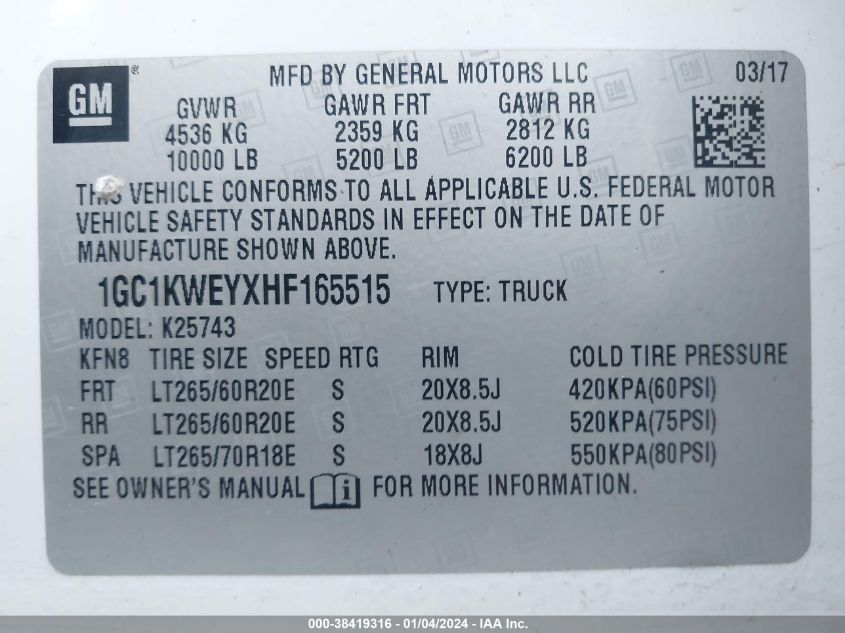 GM ® MFD BY GENERAL MOTORS LLC 03/17
GVWR GAWR FRT GAWR RR
4536 KG 2359 KG 2812 KG
10000 LB 5200 LB 6200 LB
THIS VEHICLE CONFORMS TO ALL APPLICABLE U.S. FEDERAL MOTOR
VEHICLE SAFETY STANDARDS IN EFFECT ON THE DATE OF
MANUFACTURE SHOWN ABOVE.
1GC1KWEYXHF165515 TYPE: TRUCK
MODEL: K25743
KFN8 TIRE SIZE SPEED RTG RIM COLD TIRE PRESSURE
FRT LT265/60R20E S 20X8.5J 420KPA(60PSI)
RR LT265/60R20E S 20X8.5J 520KPA(75PSI)
SPA LT265/70R18E S 18X8J 550KPA(80PSI)
SEE OWNER'S MANUAL i FOR MORE INFORMATION.
000-38419316 - 01/04/2024 - IAA Inc.